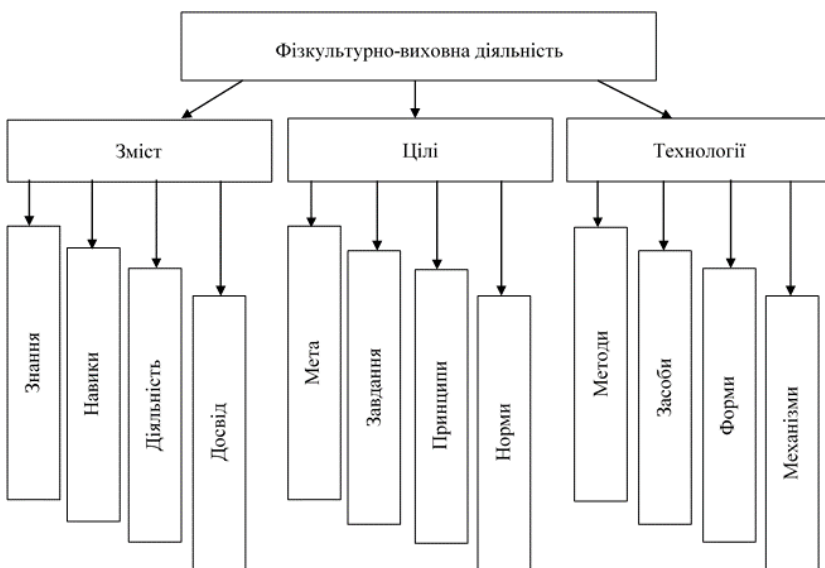 Фізкультурно-виховна діяльність
Зміст
Цілі
Технології
Знання
Навики
Діяльність
Досвід
Мета
Завдання
Принципи
Норми
Методи
Засоби
Форми
Механізми